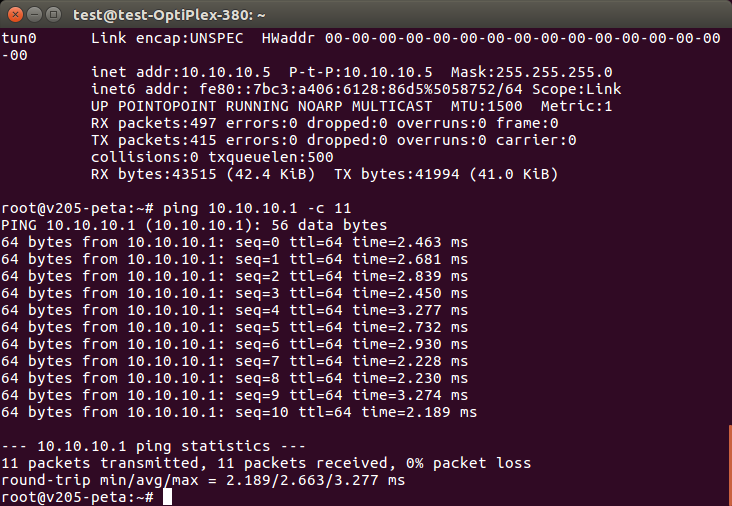 test@test-OptiPlex-380: ~
tun0      Link encap:UNSPEC  HWaddr 00-00-00-00-00-00-00-00-00-00-00-00-00-00-00
-00
          inet addr:10.10.10.5  P-t-P:10.10.10.5  Mask:255.255.255.0
          inet6 addr: fe80::7bc3:a406:6128:86d5%5058752/64 Scope:Link
          UP POINTOPOINT RUNNING NOARP MULTICAST  MTU:1500  Metric:1
          RX packets:497 errors:0 dropped:0 overruns:0 frame:0
          TX packets:415 errors:0 dropped:0 overruns:0 carrier:0
          collisions:0 txqueuelen:500
          RX bytes:43515 (42.4 KiB)  TX bytes:41994 (41.0 KiB)

root@v205-peta:~# ping 10.10.10.1 -c 11
PING 10.10.10.1 (10.10.10.1): 56 data bytes
64 bytes from 10.10.10.1: seq=0 ttl=64 time=2.463 ms
64 bytes from 10.10.10.1: seq=1 ttl=64 time=2.681 ms
64 bytes from 10.10.10.1: seq=2 ttl=64 time=2.839 ms
64 bytes from 10.10.10.1: seq=3 ttl=64 time=2.450 ms
64 bytes from 10.10.10.1: seq=4 ttl=64 time=3.277 ms
64 bytes from 10.10.10.1: seq=5 ttl=64 time=2.732 ms
64 bytes from 10.10.10.1: seq=6 ttl=64 time=2.930 ms
64 bytes from 10.10.10.1: seq=7 ttl=64 time=2.228 ms
64 bytes from 10.10.10.1: seq=8 ttl=64 time=2.230 ms
64 bytes from 10.10.10.1: seq=9 ttl=64 time=3.274 ms
64 bytes from 10.10.10.1: seq=10 ttl=64 time=2.189 ms

--- 10.10.10.1 ping statistics ---
11 packets transmitted, 11 packets received, 0% packet loss
round-trip min/avg/max = 2.189/2.663/3.277 ms
root@v205-peta:~#